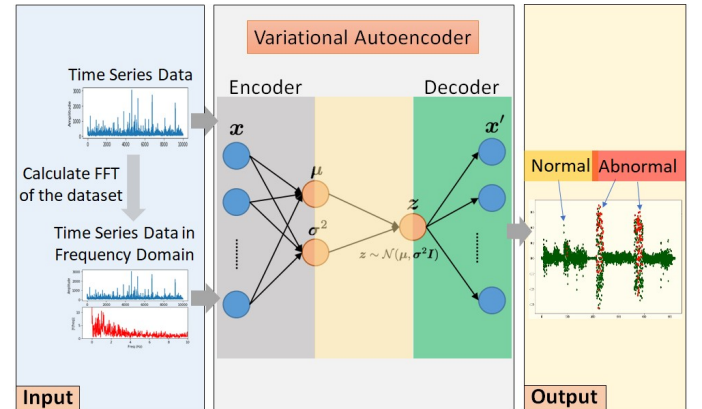 Variational Autoencoder
Time Series Data
Calculate FFT
of the dataset
Time Series Data in
Frequency Domain
Input
Encoder
Decoder
x
μ
σ²
z
z ∼ N(μ, σ²I)
x′
Normal
Abnormal
Output